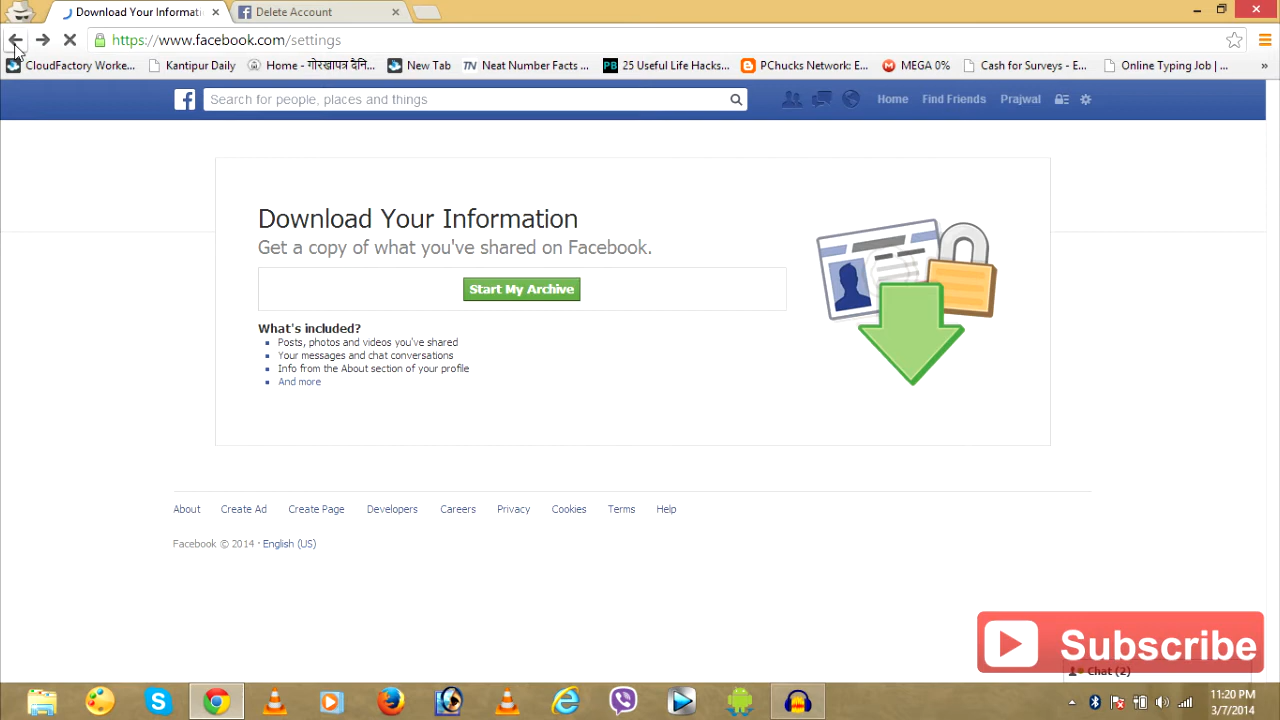 Download Your Informati
Delete Account
https://www.facebook.com/settings
CloudFactory Worke...
Kantipur Daily
Home - गोरखापत्र दैनि...
New Tab
TN Neat Number Facts ...
PB 25 Useful Life Hacks...
PChucks Network: E...
MEGA 0%
Cash for Surveys - E...
Online Typing Job | ...
»
Search for people, places and things
Home
Find Friends
Prajwal
Download Your Information
Get a copy of what you've shared on Facebook.
Start My Archive
What's included?
Posts, photos and videos you've shared
Your messages and chat conversations
Info from the About section of your profile
And more
About
Create Ad
Create Page
Developers
Careers
Privacy
Cookies
Terms
Help
Facebook © 2014 · English (US)
Subscribe
Chat (2)
11:20 PM
3/7/2014